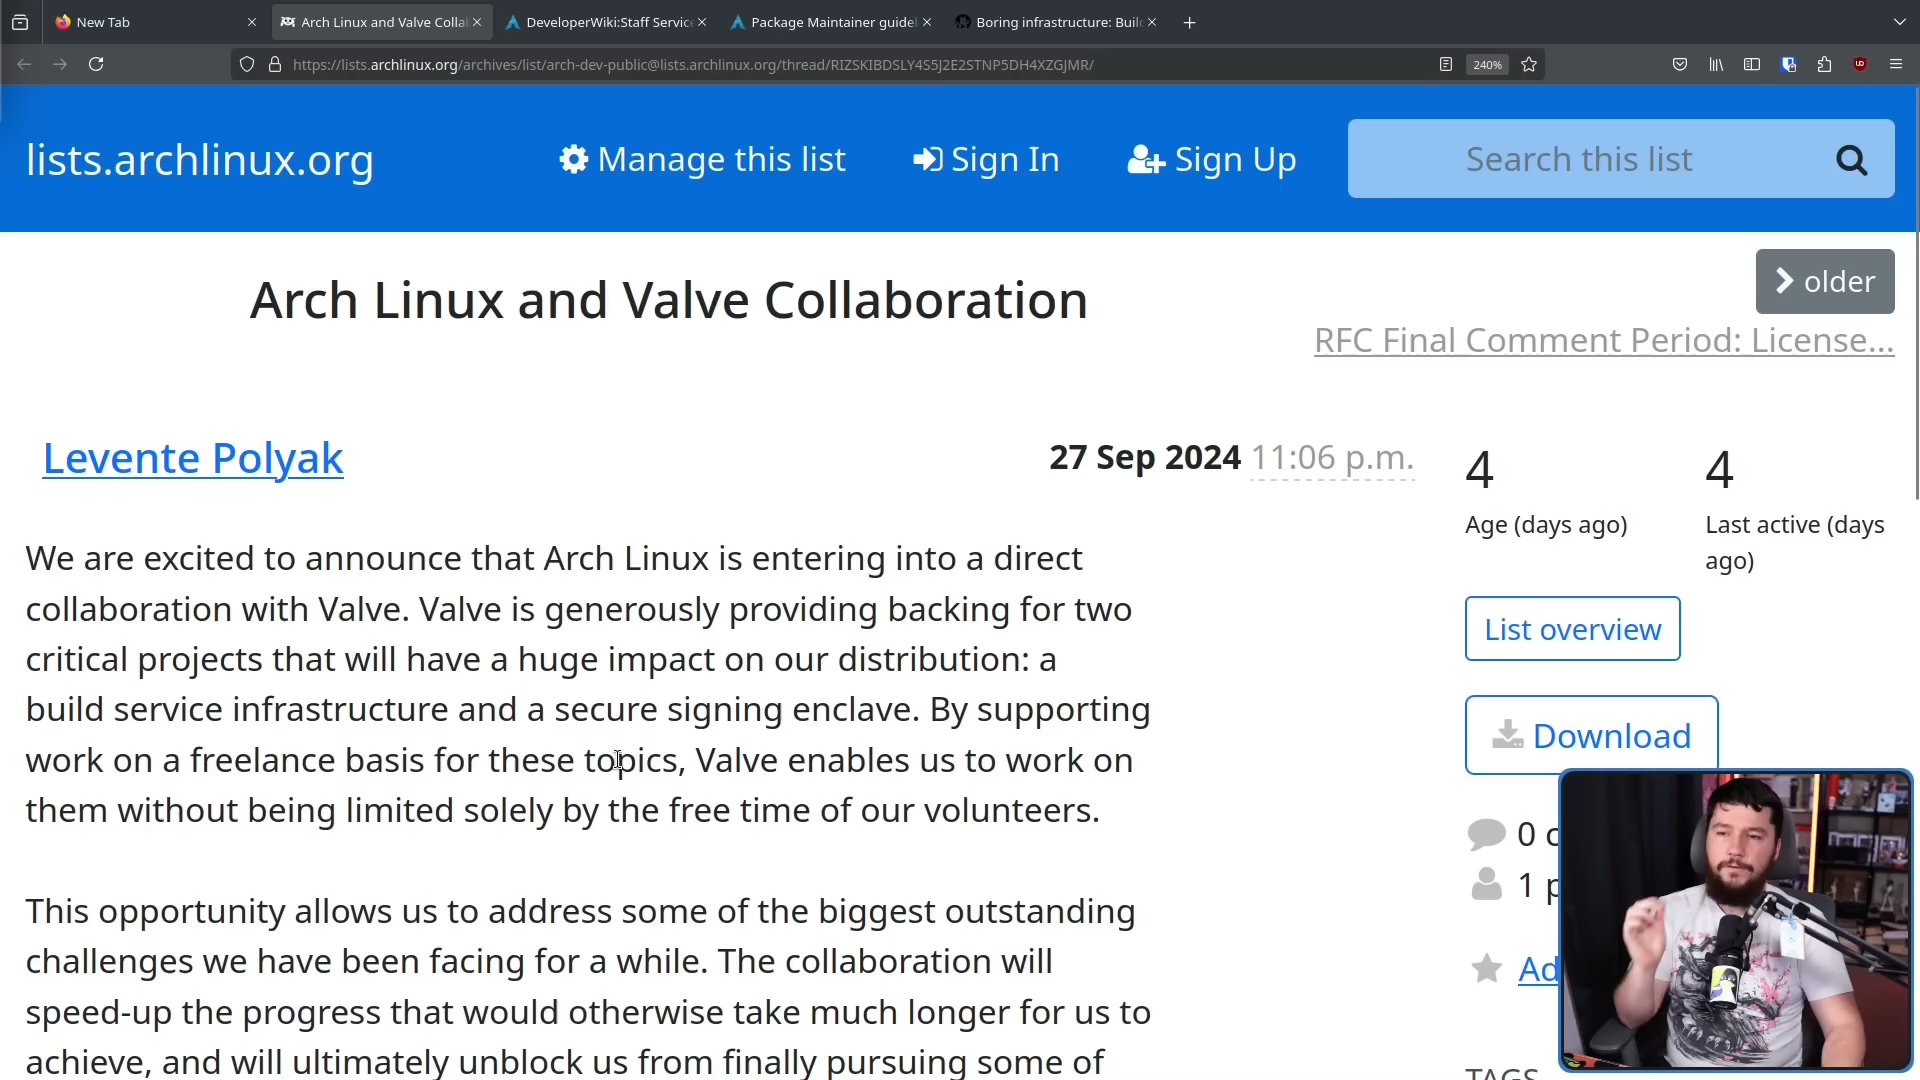 New Tab
Arch Linux and Valve Colla
DeveloperWiki:Staff Service
Package Maintainer guidel
Boring infrastructure: Buil
https://lists.archlinux.org/archives/list/arch-dev-public@lists.archlinux.org/thread/RIZSKIBDSLY4S5J2E2STNP5DH4XZGJMR/
240%
lists.archlinux.org
Manage this list
Sign In
Sign Up
Search this list
Arch Linux and Valve Collaboration
older
RFC Final Comment Period: License...
Levente Polyak
27 Sep 2024 11:06 p.m.
4
Age (days ago)
4
Last active (days
ago)
We are excited to announce that Arch Linux is entering into a direct
collaboration with Valve. Valve is generously providing backing for two
critical projects that will have a huge impact on our distribution: a
build service infrastructure and a secure signing enclave. By supporting
work on a freelance basis for these topics, Valve enables us to work on
them without being limited solely by the free time of our volunteers.
List overview
Download
0 c
1 p
Ad
This opportunity allows us to address some of the biggest outstanding
challenges we have been facing for a while. The collaboration will
speed-up the progress that would otherwise take much longer for us to
achieve, and will ultimately unblock us from finally pursuing some of
TAGS